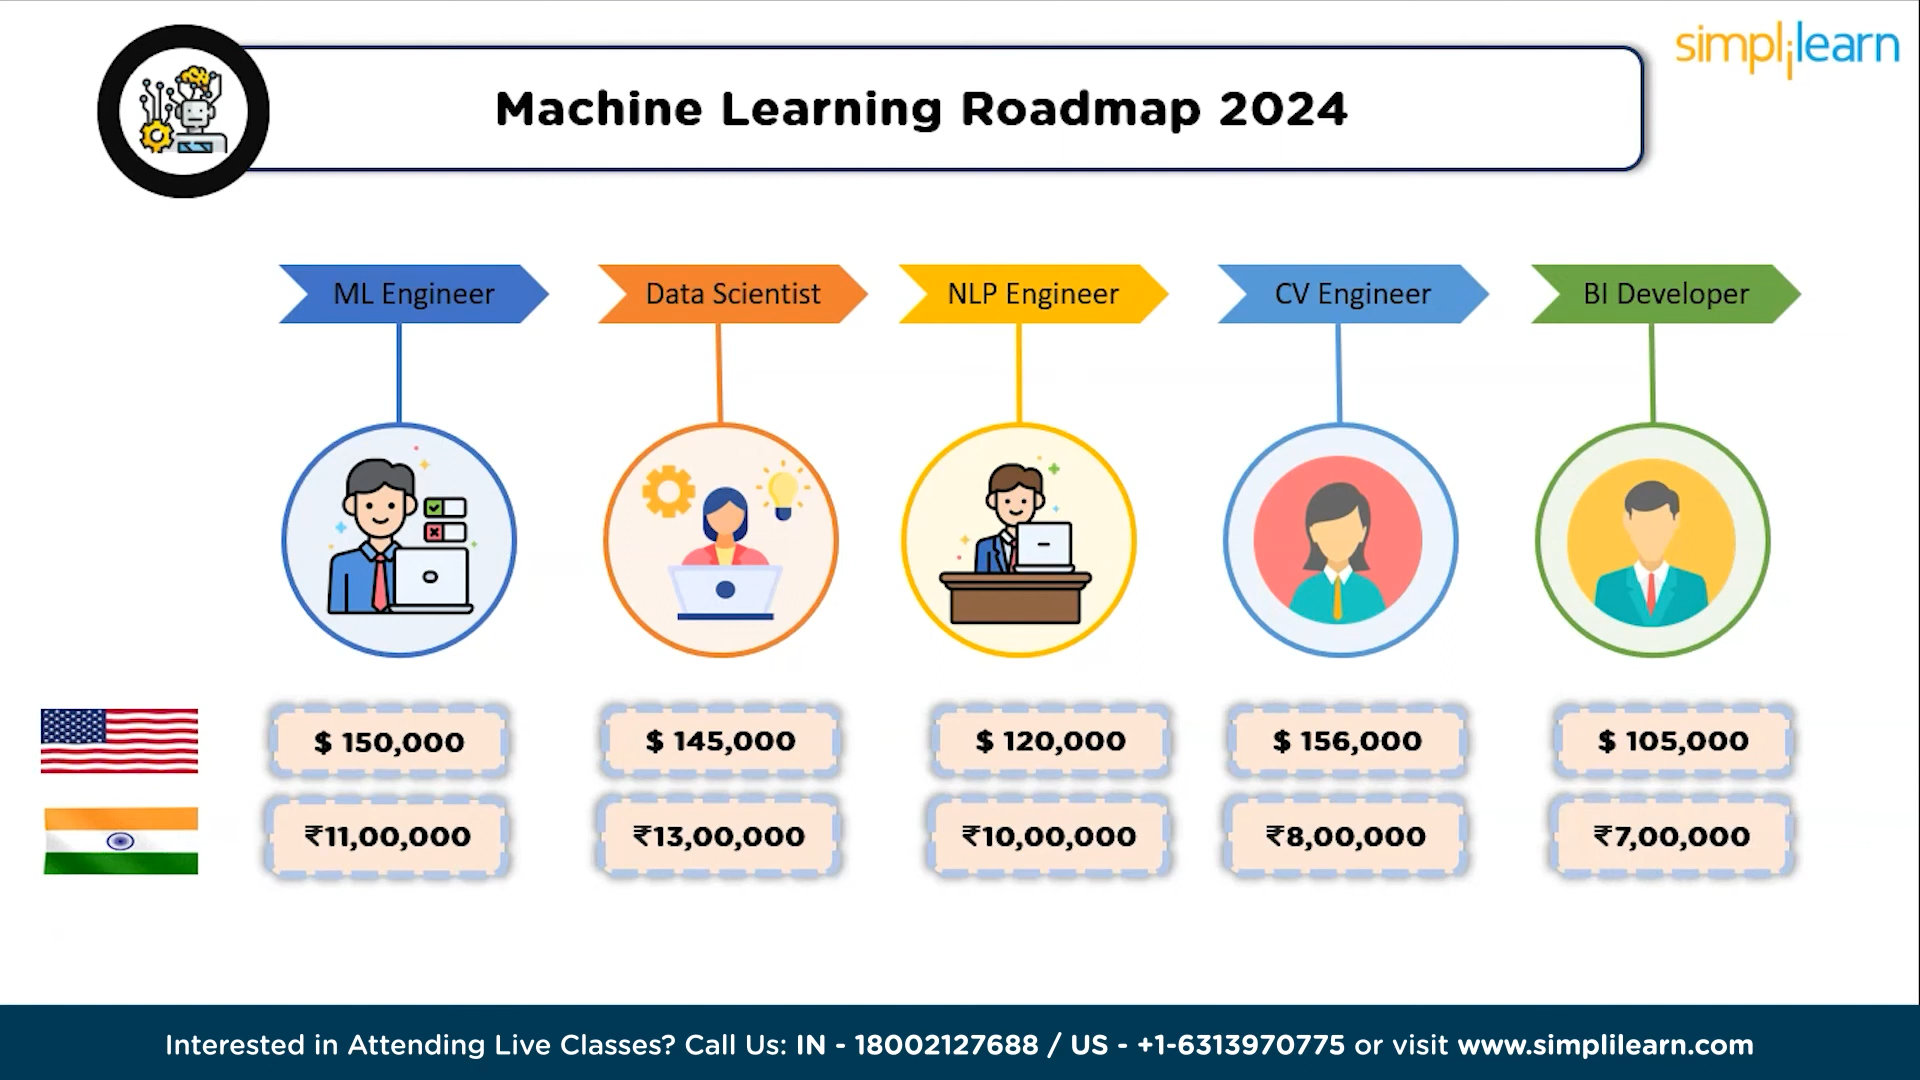 simplilearn
Machine Learning Roadmap 2024
ML Engineer
Data Scientist
NLP Engineer
CV Engineer
BI Developer
$ 150,000
$ 145,000
$ 120,000
$ 156,000
$ 105,000
₹11,00,000
₹13,00,000
₹10,00,000
₹8,00,000
₹7,00,000
Interested in Attending Live Classes? Call Us: IN - 18002127688 / US - +1-6313970775 or visit www.simplilearn.com